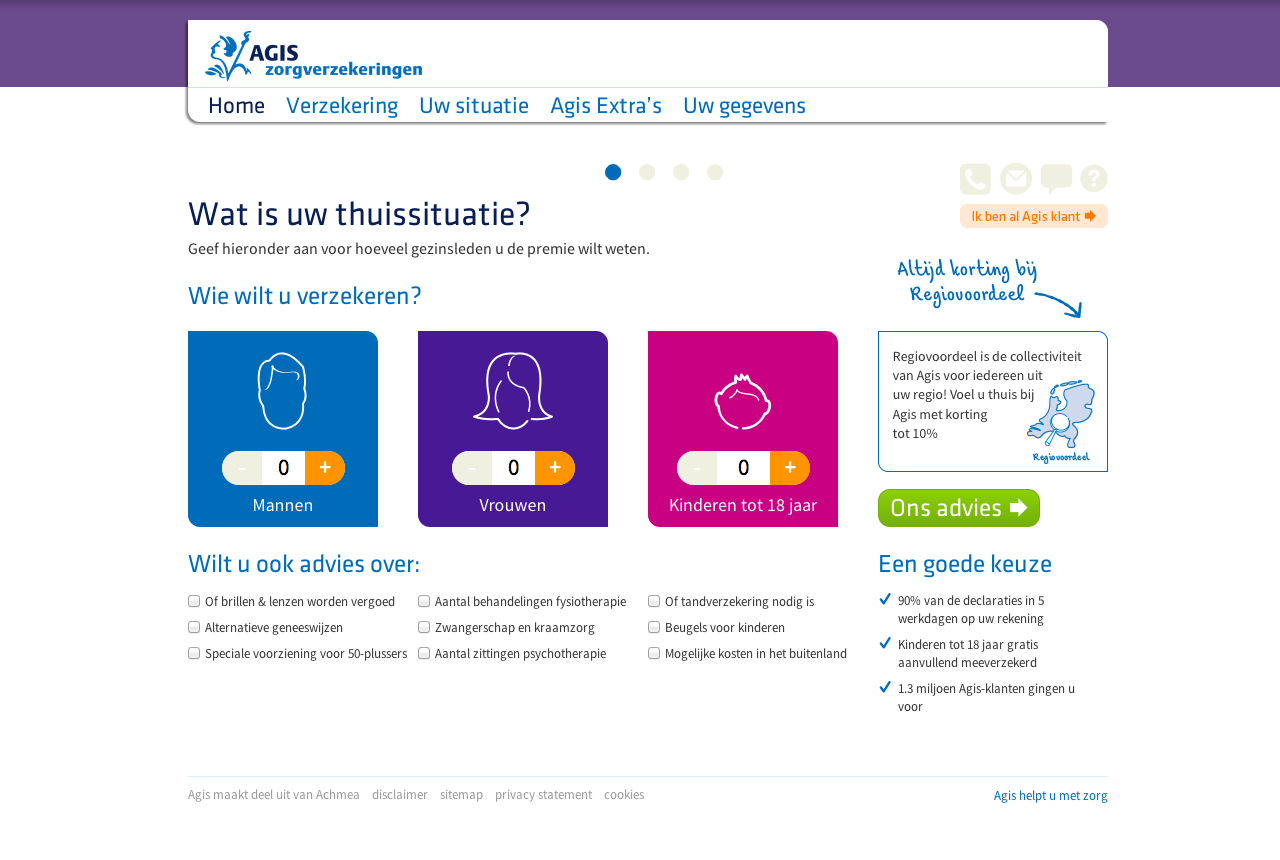 AGIS
zorgverzekeringen
Home Verzekering Uw situatie Agis Extra's Uw gegevens
Wat is uw thuissituatie?
Ik ben al Agis klant
Geef hieronder aan voor hoeveel gezinsleden u de premie wilt weten.
Wie wilt u verzekeren?
Altijd korting bij
Regiovoordeel
- 0 +
Mannen
- 0 +
Vrouwen
- 0 +
Kinderen tot 18 jaar
Regiovoordeel is de collectiviteit
van Agis voor iedereen uit
uw regio! Voel u thuis bij
Agis met korting
tot 10%
Regiovoordeel
Ons advies
Wilt u ook advies over:
Of brillen & lenzen worden vergoed
Aantal behandelingen fysiotherapie
Of tandverzekering nodig is
Alternatieve geneeswijzen
Zwangerschap en kraamzorg
Beugels voor kinderen
Speciale voorziening voor 50-plussers
Aantal zittingen psychotherapie
Mogelijke kosten in het buitenland
Een goede keuze
90% van de declaraties in 5
werkdagen op uw rekening
Kinderen tot 18 jaar gratis
aanvullend meeverzekerd
1.3 miljoen Agis-klanten gingen u
voor
Agis maakt deel uit van Achmea disclaimer sitemap privacy statement cookies
Agis helpt u met zorg